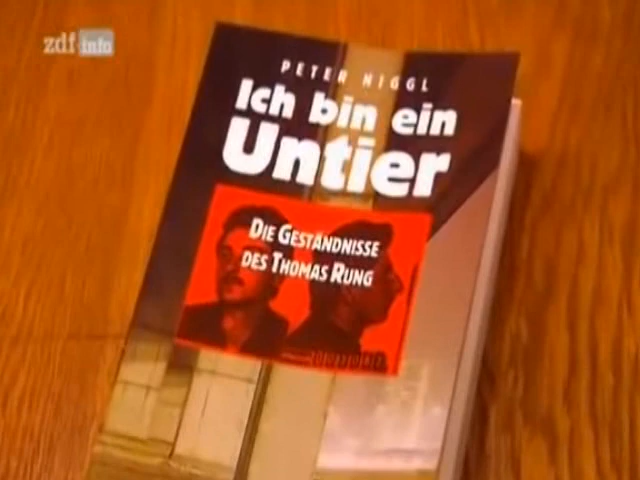 zdf info
PETER NIGGL
Ich bin ein
Untier
DIE GESTÄNDNISSE
DES THOMAS RUNG